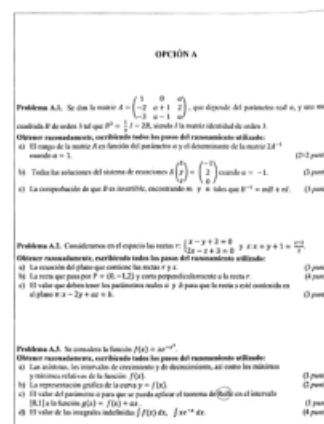 OPCIÓN A
Problema A.1. Se dan la matriz A = (1 0 a / -2 a+1 2 / -3 a-1 a), que depende del parámetro real a, y una
cuadrada B de orden 3 tal que B² = I - 2B, siendo I la matriz identidad de orden 3.
Obtener razonadamente, escribiendo todos los pasos del razonamiento utilizado:
a) El rango de la matriz A en función del parámetro a y el determinante de la matriz 2A⁻¹
cuando a = 1.
b) Todas las soluciones del sistema de ecuaciones A (x y z) = (-1 2 0) cuando a = -1.
c) La comprobación de que B es invertible, encontrando m y n tales que B⁻¹ = mB + nI.
Problema A.2. Consideramos en el espacio las rectas r: {x - y + 3 = 0 2x - z + 3 = 0 y s: x = y + 1 =
Obtener razonadamente, escribiendo todos los pasos del razonamiento utilizado:
a) La ecuación del plano que contiene las rectas r y s.
b) La recta que pasa por P = (0, -1, 2) y corta perpendicularmente a la recta r.
c) El valor que deben tener los parámetros reales a y b para que la recta s esté contenida en
el plano π: x - 2y + az = b.
Problema A.3. Se considera la función f(x) = xe^{-x²}.
Obtener razonadamente, escribiendo todos los pasos del razonamiento utilizado:
a) Las asíntotas, los intervalos de crecimiento y de decrecimiento, así como los máximos
y mínimos relativos de la función f(x).
b) La representación gráfica de la curva y = f(x).
c) El valor del parámetro a para que se pueda aplicar el teorema de Rolle en el intervalo
[0,1] a la función g(x) = f(x) + ax.
d) El valor de las integrales indefinidas ∫ f(x) dx, ∫ xe^{-x} dx.